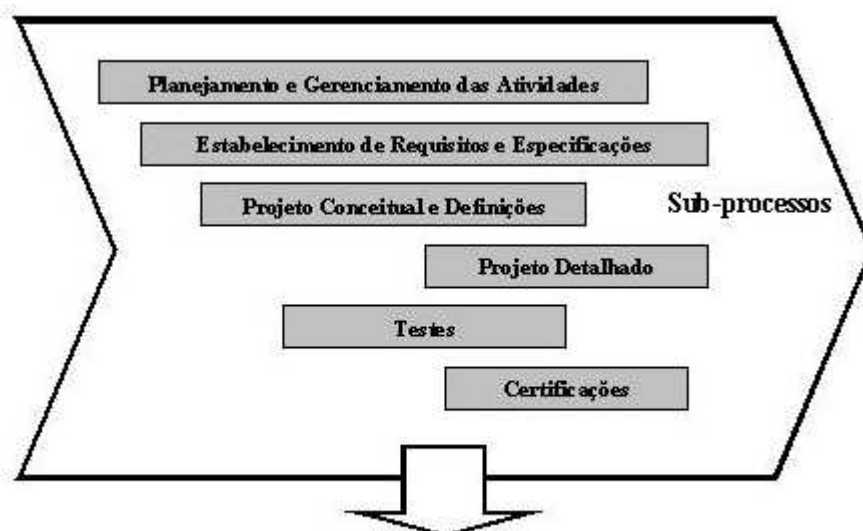 Planejamento e Gerenciamento das Atividades
Estabelecimento de Requisitos e Especificações
Projeto Conceitual e Definições
Sub-processos
Projeto Detalhado
Testes
Certificações